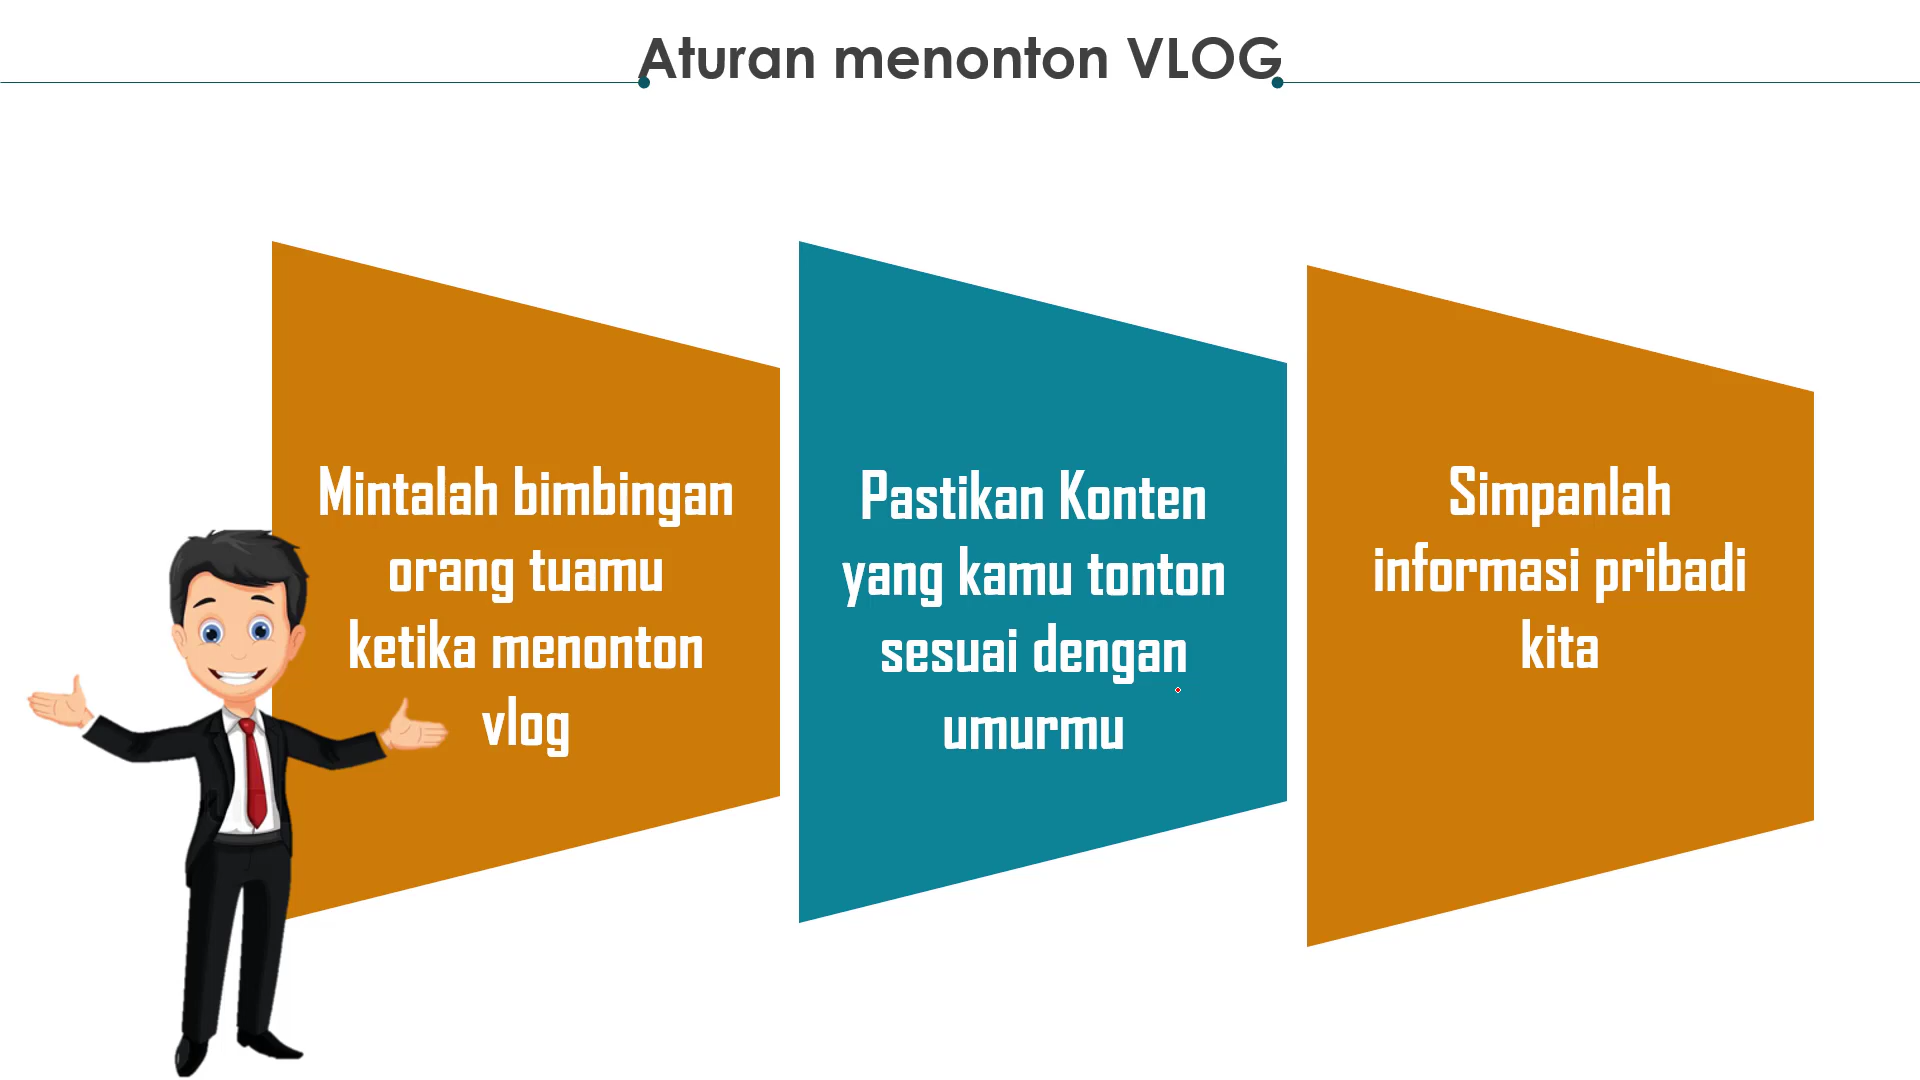 Aturan menonton VLOG
Mintalah bimbingan
orang tuamu
ketika menonton
vlog
Pastikan Konten
yang kamu tonton
sesuai dengan
umurmu
Simpanlah
informasi pribadi
kita